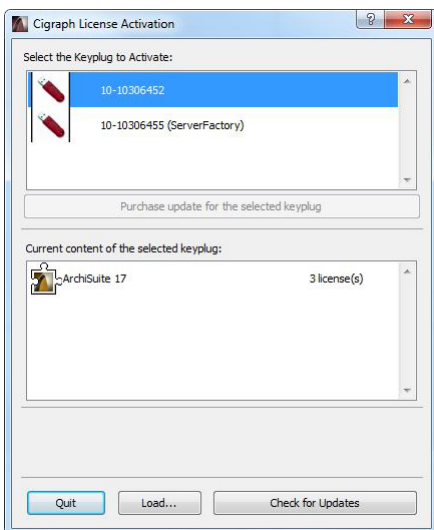 Cigraph License Activation
Select the Keyplug to Activate:
10-10306452
10-10306455 (ServerFactory)
Purchase update for the selected keyplug
Current content of the selected keyplug:
ArchiSuite 17 3 license(s)
Quit Load... Check for Updates